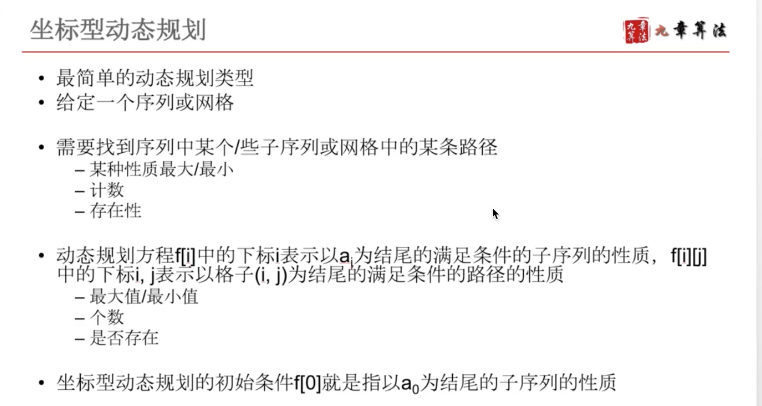 坐标型动态规划
九章算法
九章算法
• 最简单的动态规划类型
• 给定一个序列或网格
• 需要找到序列中某个/些子序列或网格中的某条路径
– 某种性质最大/最小
– 计数
– 存在性
• 动态规划方程f[i]中的下标i表示以aᵢ为结尾的满足条件的子序列的性质，f[i][j]
中的下标i, j表示以格子(i, j)为结尾的满足条件的路径的性质
– 最大值/最小值
– 个数
– 是否存在
• 坐标型动态规划的初始条件f[0]就是指以a₀为结尾的子序列的性质